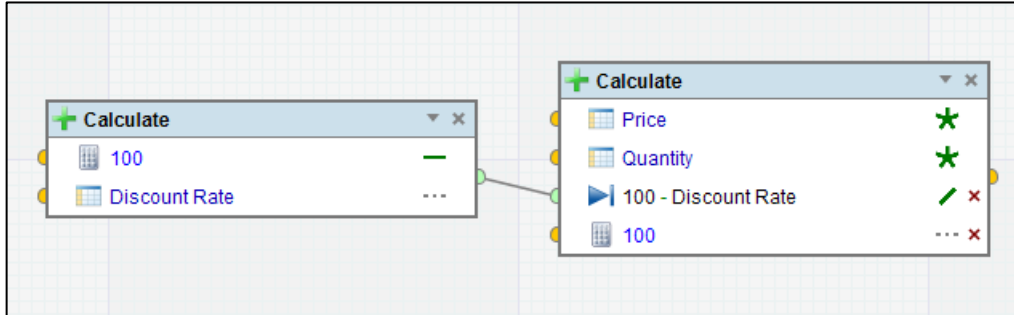 Calculate
100
Discount Rate
Calculate
Price
Quantity
100 - Discount Rate
100